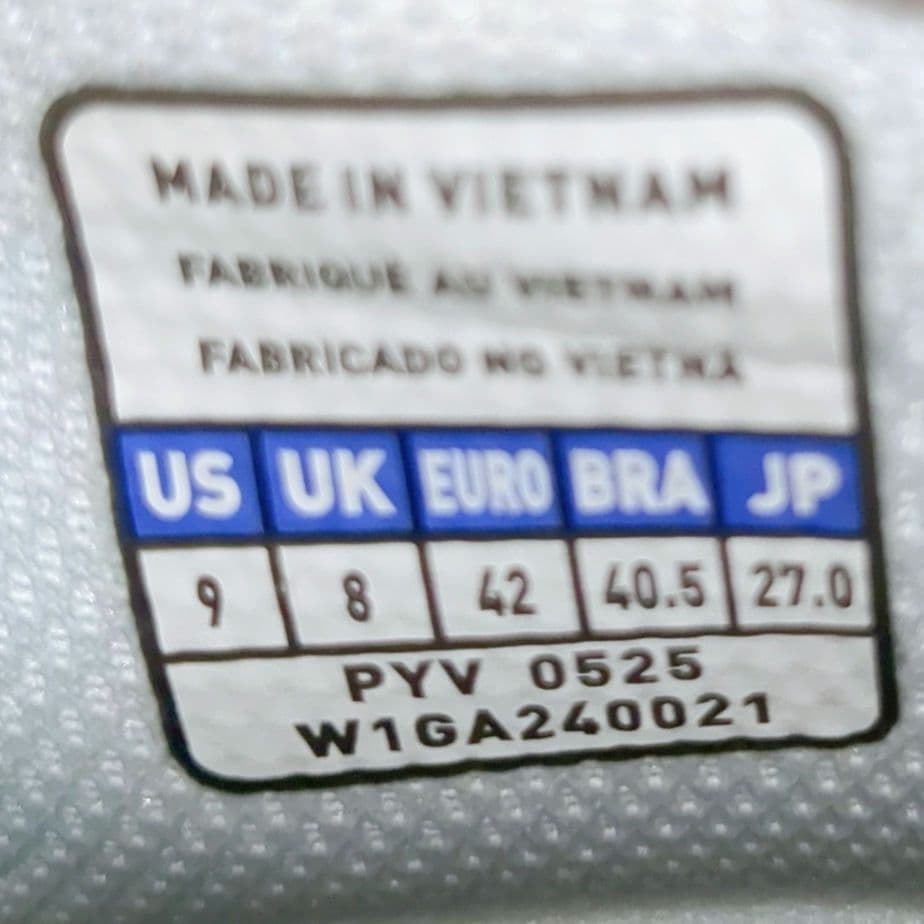 MADE IN VIETNAM
FABRIQUÉ AU VIETNAM
FABRICADO NO VIETNÃ
US UK EURO BRA JP
9 8 42 40.5 27.0
PYV 0525
W1GA240021